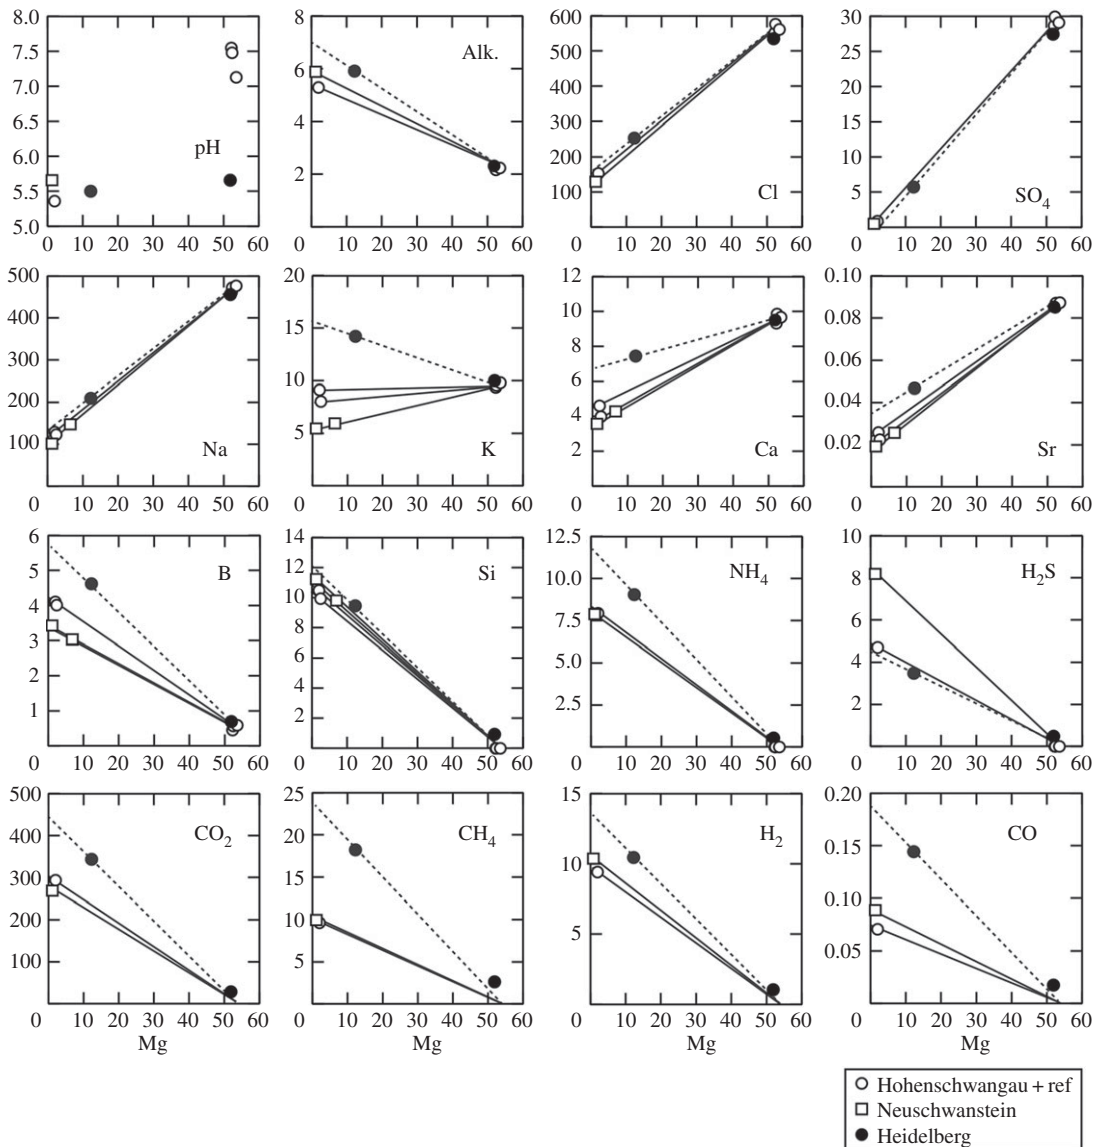 8.0
7.5
7.0
6.5
6.0
5.5
5.0
pH
0 10 20 30 40 50 60
8
6
4
2
Alk.
0 10 20 30 40 50 60
600
500
400
300
200
100
Cl
0 10 20 30 40 50 60
30
25
20
15
10
5
SO4
0 10 20 30 40 50 60
500
400
300
200
100
Na
0 10 20 30 40 50 60
20
15
10
5
K
0 10 20 30 40 50 60
12
10
8
6
4
2
Ca
0 10 20 30 40 50 60
0.10
0.08
0.06
0.04
0.02
Sr
0 10 20 30 40 50 60
6
5
4
3
2
1
B
0 10 20 30 40 50 60
14
12
10
8
6
4
2
Si
0 10 20 30 40 50 60
12.5
10
7.5
5.0
2.5
NH4
0 10 20 30 40 50 60
10
8
6
4
2
H2S
0 10 20 30 40 50 60
500
400
300
200
100
CO2
0 10 20 30 40 50 60
Mg
25
20
15
10
5
CH4
0 10 20 30 40 50 60
Mg
15
10
5
H2
0 10 20 30 40 50 60
Mg
0.20
0.15
0.10
0.05
CO
0 10 20 30 40 50 60
Mg
Hohenschwangau + ref
Neuschwanstein
Heidelberg